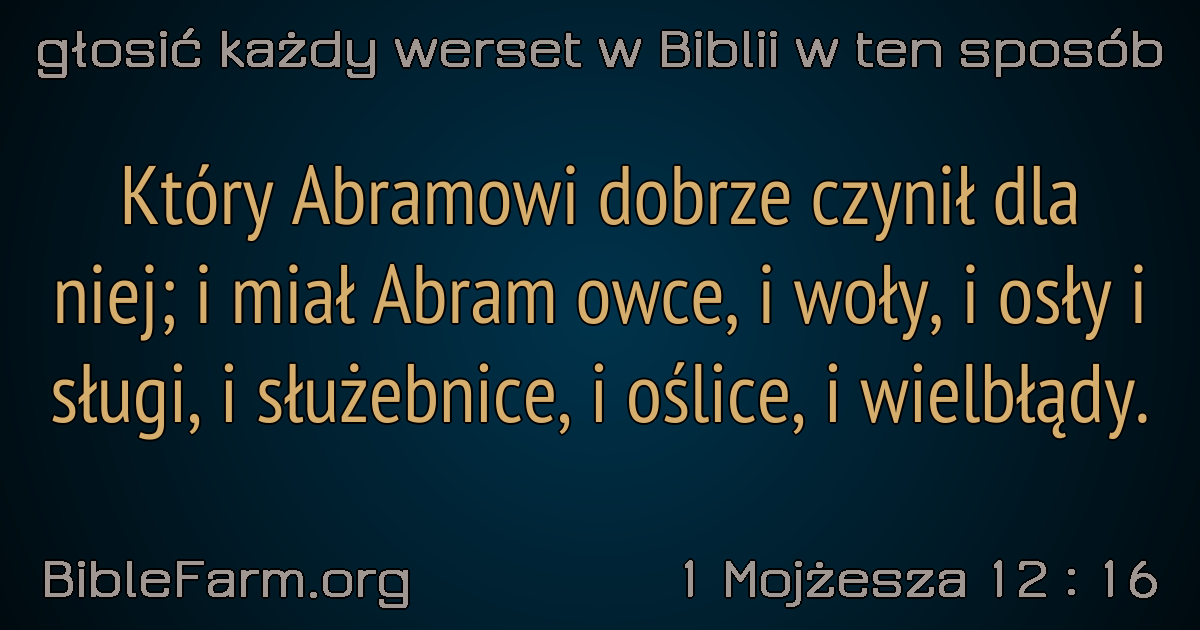 głosić każdy werset w Biblii w ten sposób
Który Abramowi dobrze czynił dla
niej; i miał Abram owce, i woły, i osły i
sługi, i służebnice, i oślice, i wielbłądy.
BibleFarm.org
1 Mojżesza 12 : 16